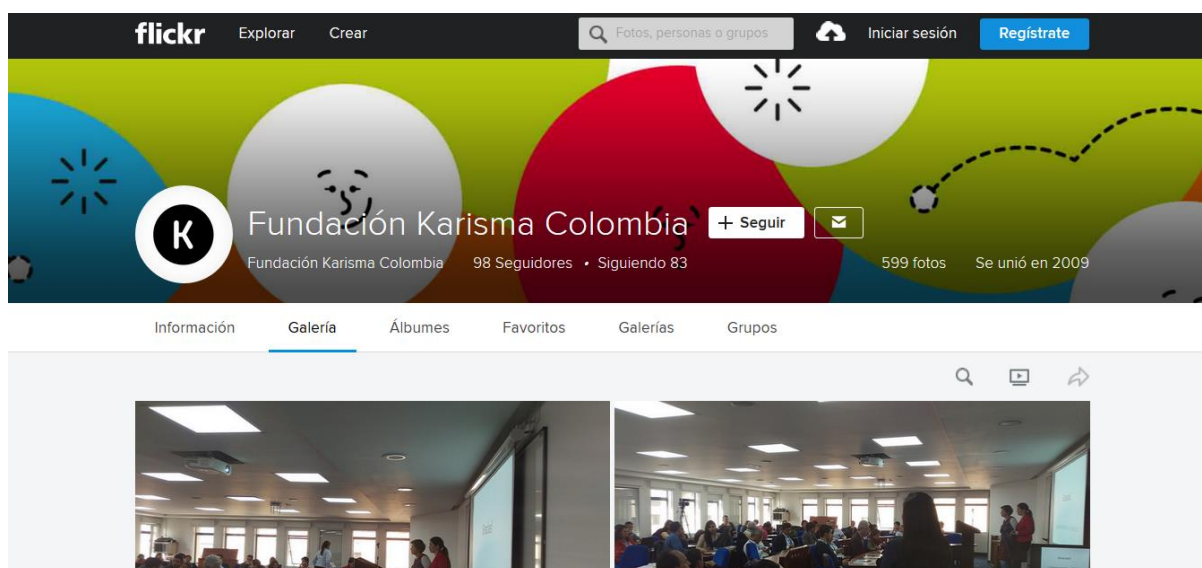 flickr Explorar Crear Fotos, personas o grupos Iniciar sesión Regístrate
K
Fundación Karisma Colombia + Seguir
Fundación Karisma Colombia 98 Seguidores • Siguiendo 83 599 fotos Se unió en 2009
Información Galería Álbumes Favoritos Galerías Grupos